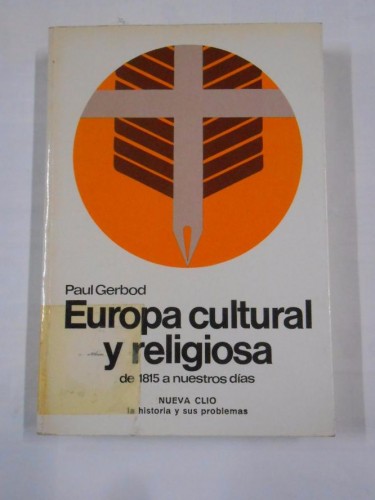 Paul Gerbod
Europa cultural
y religiosa
de 1815 a nuestros días
NUEVA CLIO
la historia y sus problemas